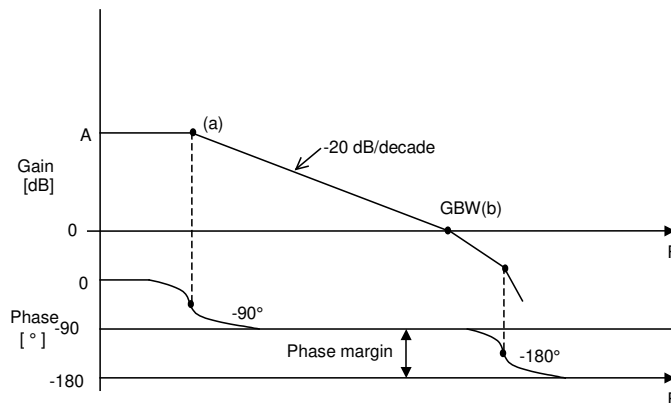 A
(a)
-20 dB/decade
Gain
[dB]
GBW(b)
0
0
-90°
Phase
[ ° ]
-90
Phase margin
-180°
-180